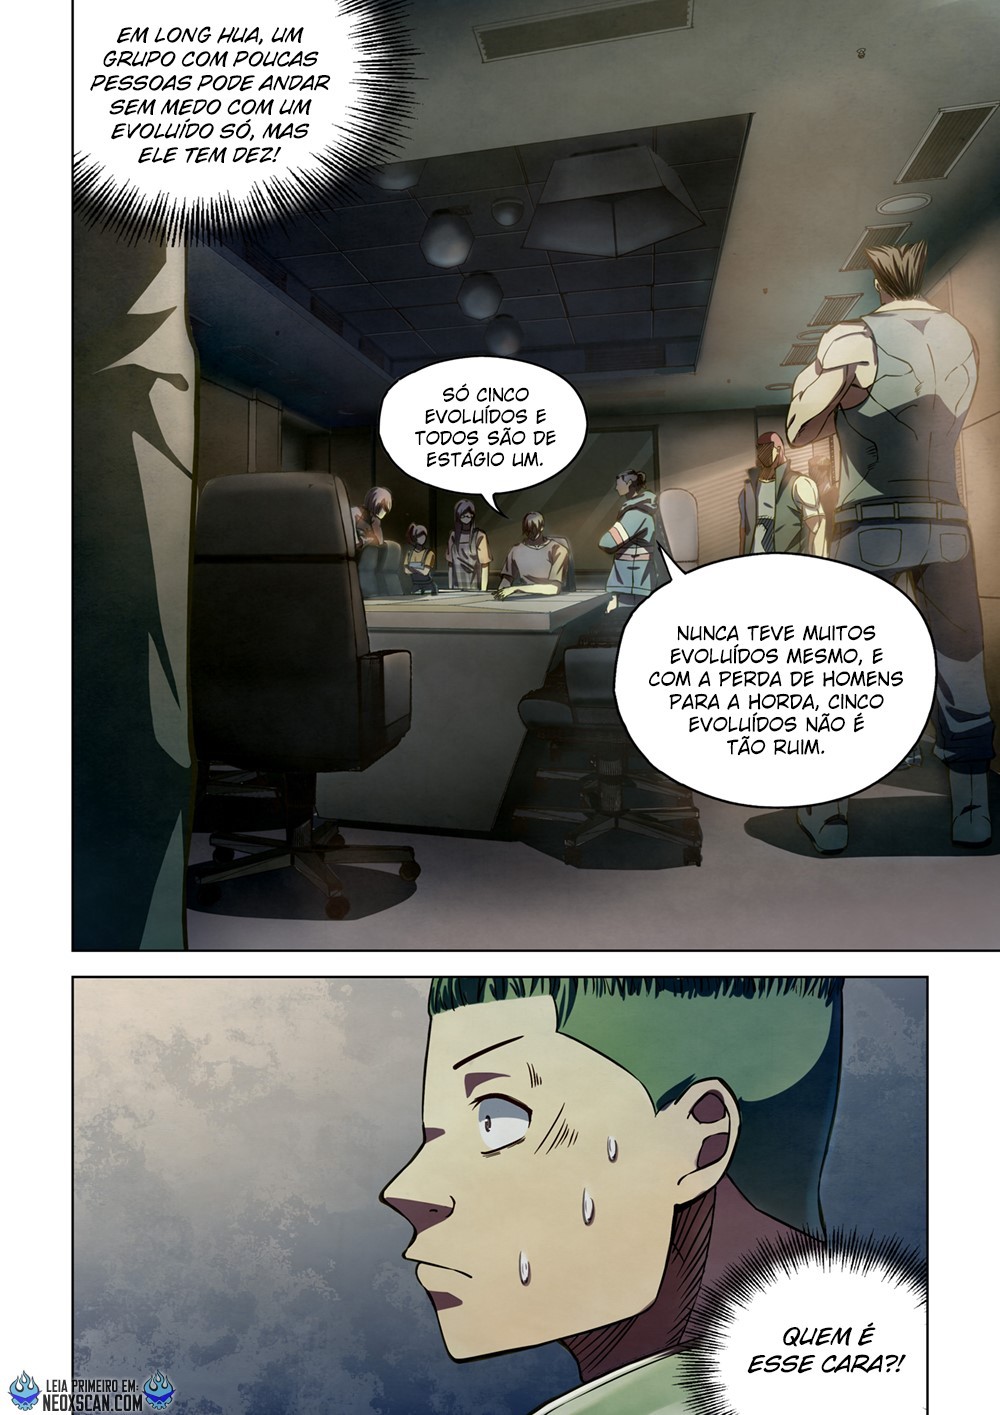 EM LONG HUA, UM
GRUPO COM POUCAS
PESSOAS PODE ANDAR
SEM MEDO COM UM
EVOLUÍDO SÓ, MAS
ELE TEM DEZ!
SÓ CINCO
EVOLUÍDOS E
TODOS SÃO DE
ESTÁGIO UM.
NUNCA TEVE MUITOS
EVOLUÍDOS MESMO, E
COM A PERDA DE HOMENS
PARA A HORDA, CINCO
EVOLUÍDOS NÃO É
TÃO RUIM.
QUEM É
ESSE CARA?!
LEIA PRIMEIRO EM:
NEOXSCAN.COM